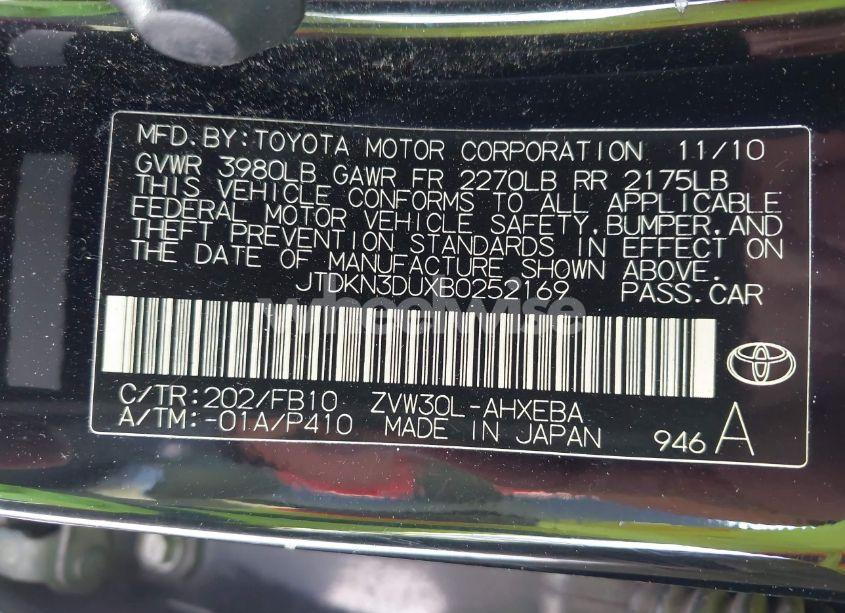 MFD. BY: TOYOTA MOTOR CORPORATION 11/10
GVWR 3980LB GAWR FR 2270LB RR 2175LB
THIS VEHICLE CONFORMS TO ALL APPLICABLE
FEDERAL MOTOR VEHICLE SAFETY, BUMPER, AND
THEFT PREVENTION STANDARDS IN EFFECT ON
THE DATE OF MANUFACTURE SHOWN ABOVE.
JTDKN3DUXB0252169 PASS.CAR
wheelwise
C/TR: 202/FB10 ZVW30L-AHXEBA
A/TM: -01A/P410 MADE IN JAPAN 946 A